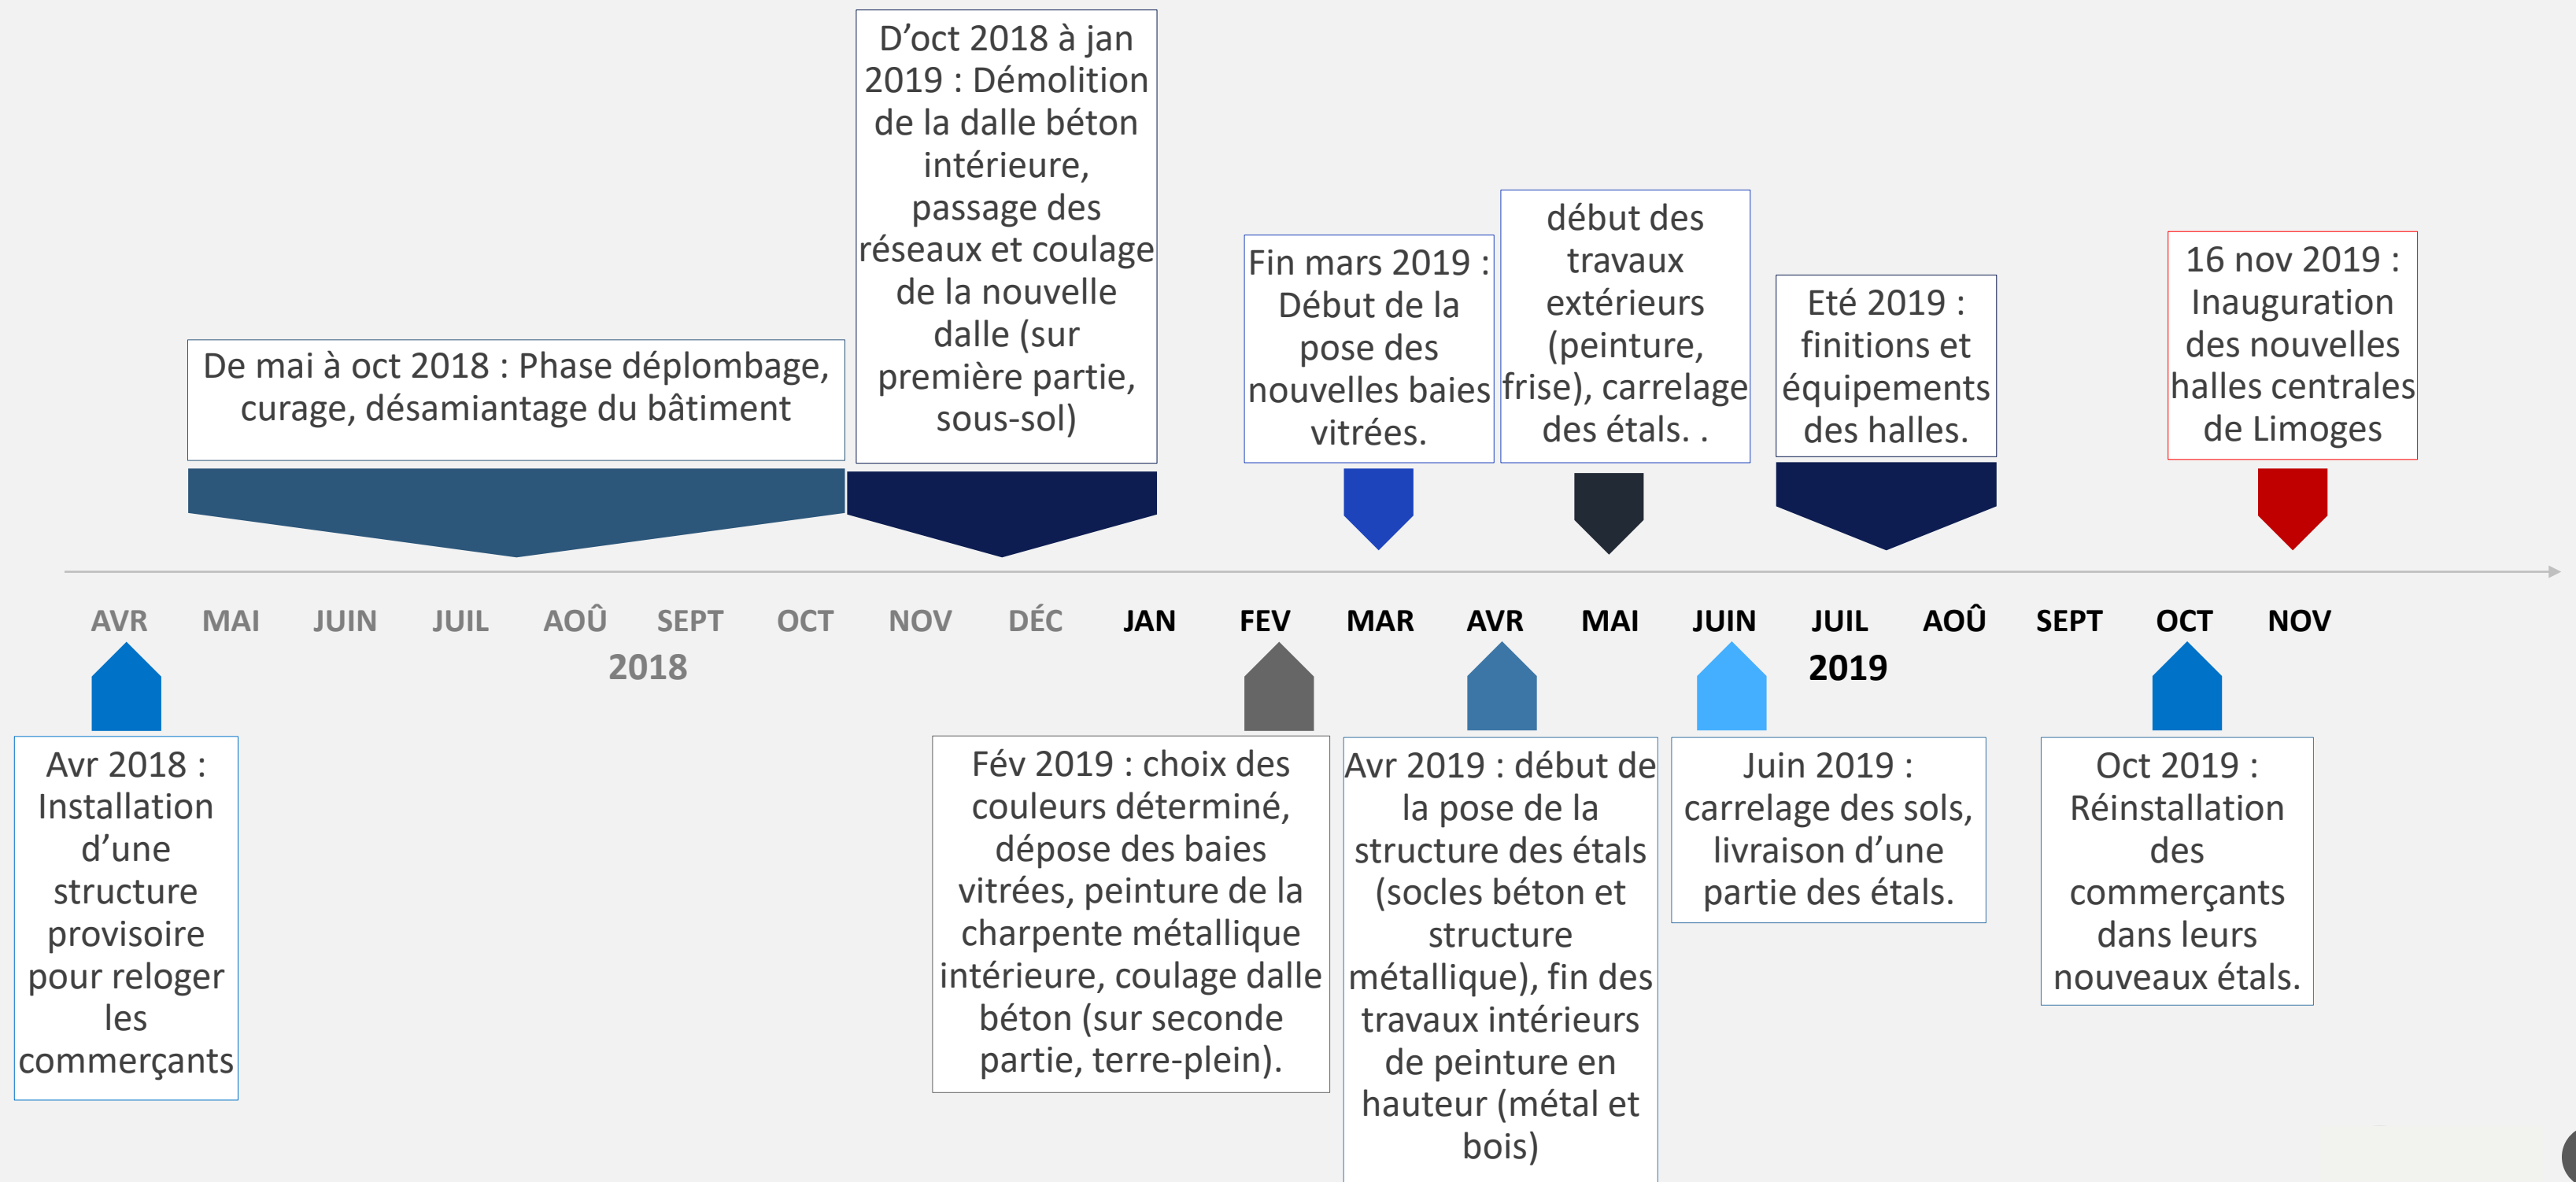 D’oct 2018 à jan
2019 : Démolition
de la dalle béton
intérieure,
passage des
réseaux et coulage
de la nouvelle
dalle (sur
première partie,
sous-sol)
De mai à oct 2018 : Phase déplombage,
curage, désamiantage du bâtiment
Fin mars 2019 :
Début de la
pose des
nouvelles baies
vitrées.
début des
travaux
extérieurs
(peinture,
frise), carrelage
des étals. .
Eté 2019 :
finitions et
équipements
des halles.
16 nov 2019 :
Inauguration
des nouvelles
halles centrales
de Limoges
AVR MAI JUIN JUIL AOÛ SEPT OCT NOV DÉC JAN FEV MAR AVR MAI JUIN JUIL AOÛ SEPT OCT NOV
2018 2019
Avr 2018 :
Installation
d’une
structure
provisoire
pour reloger
les
commerçants
Fév 2019 : choix des
couleurs déterminé,
dépose des baies
vitrées, peinture de la
charpente métallique
intérieure, coulage dalle
béton (sur seconde
partie, terre-plein).
Avr 2019 : début de
la pose de la
structure des étals
(socles béton et
structure
métallique), fin des
travaux intérieurs
de peinture en
hauteur (métal et
bois)
Juin 2019 :
carrelage des sols,
livraison d’une
partie des étals.
Oct 2019 :
Réinstallation
des
commerçants
dans leurs
nouveaux étals.